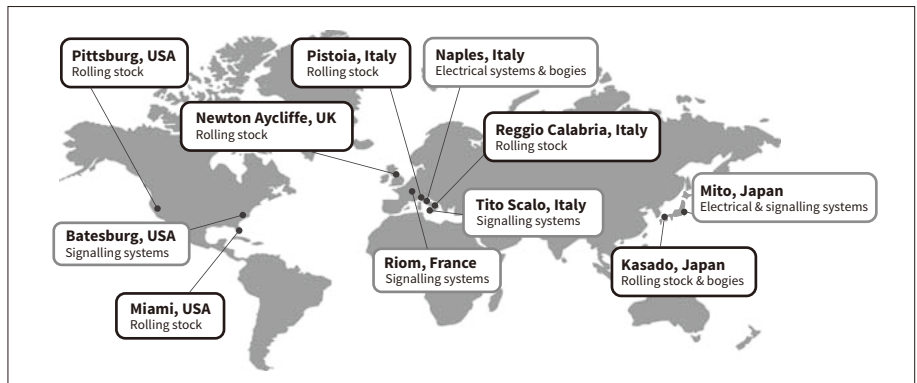 Pittsburg, USA
Rolling stock
Pistoia, Italy
Rolling stock
Naples, Italy
Electrical systems & bogies
Newton Aycliffe, UK
Rolling stock
Reggio Calabria, Italy
Rolling stock
Mito, Japan
Electrical & signalling systems
Tito Scalo, Italy
Signalling systems
Batesburg, USA
Signalling systems
Riom, France
Signalling systems
Kasado, Japan
Rolling stock & bogies
Miami, USA
Rolling stock